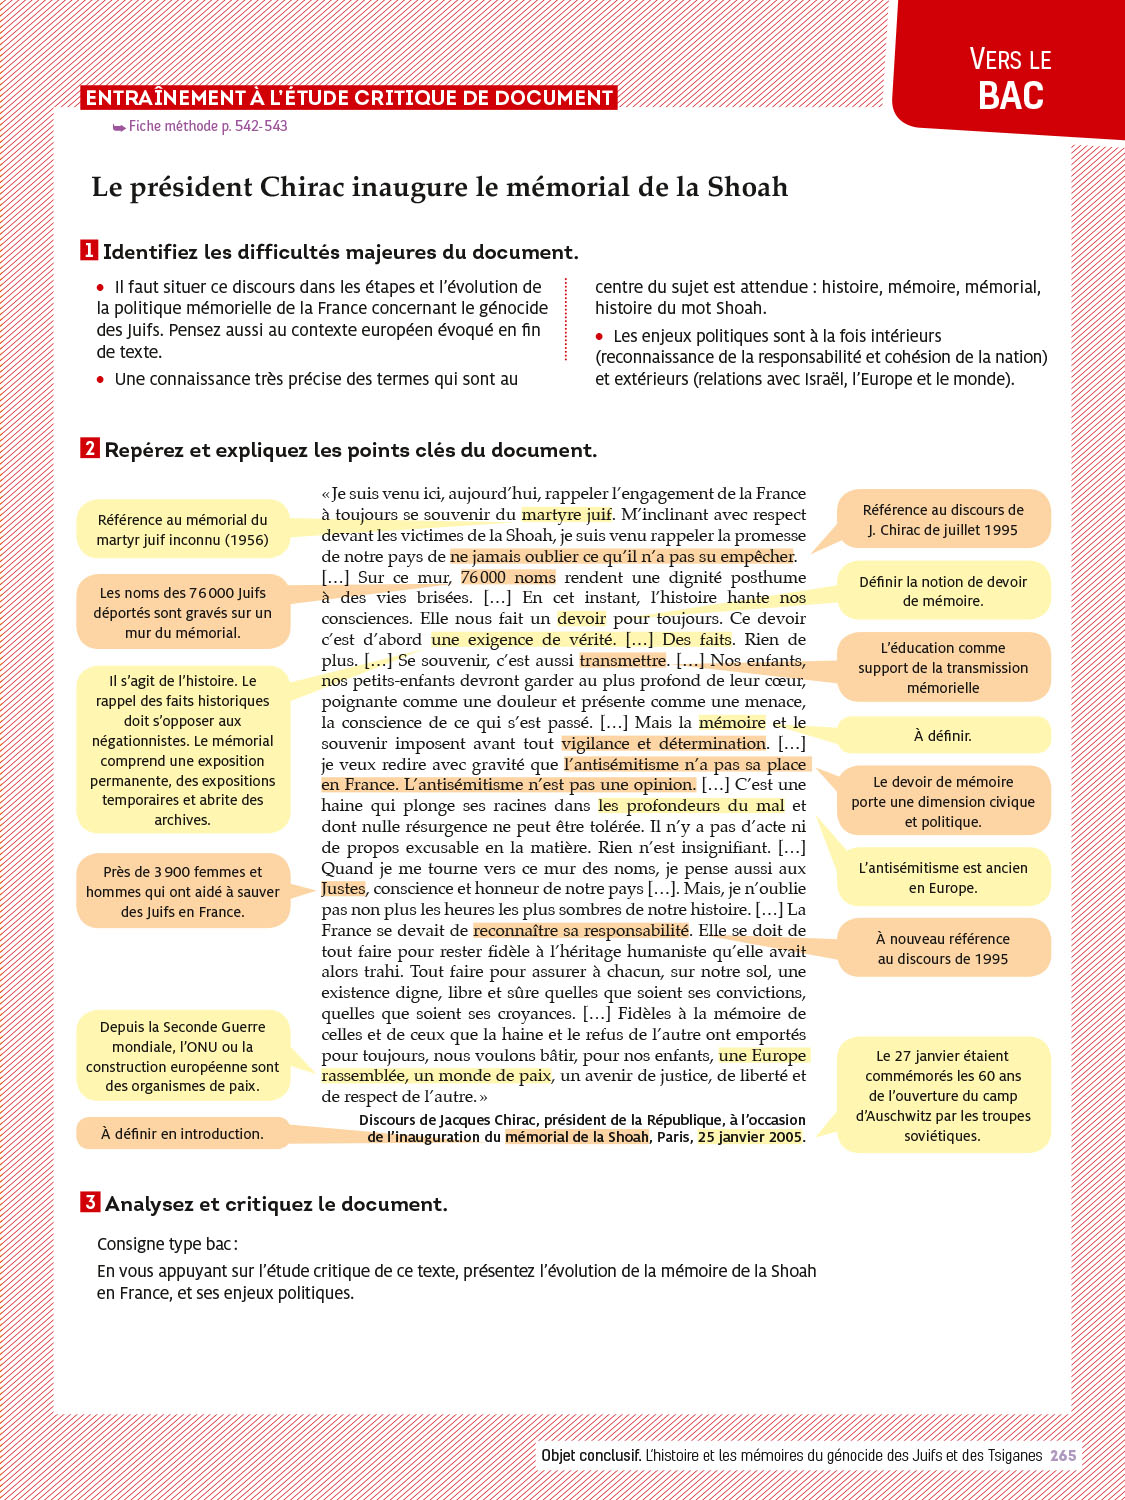 VERS LE
BAC
ENTRAÎNEMENT À L'ÉTUDE CRITIQUE DE DOCUMENT
➥ Fiche méthode p. 542-543
Le président Chirac inaugure le mémorial de la Shoah
1 Identifiez les difficultés majeures du document.
• Il faut situer ce discours dans les étapes et l'évolution de
la politique mémorielle de la France concernant le génocide
des Juifs. Pensez aussi au contexte européen évoqué en fin
de texte.
• Une connaissance très précise des termes qui sont au
centre du sujet est attendue : histoire, mémoire, mémorial,
histoire du mot Shoah.
• Les enjeux politiques sont à la fois intérieurs
(reconnaissance de la responsabilité et cohésion de la nation)
et extérieurs (relations avec Israël, l'Europe et le monde).
2 Repérez et expliquez les points clés du document.
Référence au mémorial du
martyr juif inconnu (1956)
Les noms des 76 000 Juifs
déportés sont gravés sur un
mur du mémorial.
Il s'agit de l'histoire. Le
rappel des faits historiques
doit s'opposer aux
négationnistes. Le mémorial
comprend une exposition
permanente, des expositions
temporaires et abrite des
archives.
Près de 3 900 femmes et
hommes qui ont aidé à sauver
des Juifs en France.
Depuis la Seconde Guerre
mondiale, l'ONU ou la
construction européenne sont
des organismes de paix.
À définir en introduction.
« Je suis venu ici, aujourd'hui, rappeler l'engagement de la France
à toujours se souvenir du martyre juif. M'inclinant avec respect
devant les victimes de la Shoah, je suis venu rappeler la promesse
de notre pays de ne jamais oublier ce qu'il n'a pas su empêcher.
[…] Sur ce mur, 76 000 noms rendent une dignité posthume
à des vies brisées. […] En cet instant, l'histoire hante nos
consciences. Elle nous fait un devoir pour toujours. Ce devoir
c'est d'abord une exigence de vérité. […] Des faits. Rien de
plus. […] Se souvenir, c'est aussi transmettre. […] Nos enfants,
nos petits-enfants devront garder au plus profond de leur cœur,
poignante comme une douleur et présente comme une menace,
la conscience de ce qui s'est passé. […] Mais la mémoire et le
souvenir imposent avant tout vigilance et détermination. […]
je veux redire avec gravité que l'antisémitisme n'a pas sa place
en France. L'antisémitisme n'est pas une opinion. […] C'est une
haine qui plonge ses racines dans les profondeurs du mal et
dont nulle résurgence ne peut être tolérée. Il n'y a pas d'acte ni
de propos excusable en la matière. Rien n'est insignifiant. […]
Quand je me tourne vers ce mur des noms, je pense aussi aux
Justes, conscience et honneur de notre pays […]. Mais, je n'oublie
pas non plus les heures les plus sombres de notre histoire. […] La
France se devait de reconnaître sa responsabilité. Elle se doit de
tout faire pour rester fidèle à l'héritage humaniste qu'elle avait
alors trahi. Tout faire pour assurer à chacun, sur notre sol, une
existence digne, libre et sûre quelles que soient ses convictions,
quelles que soient ses croyances. […] Fidèles à la mémoire de
celles et de ceux que la haine et le refus de l'autre ont emportés
pour toujours, nous voulons bâtir, pour nos enfants, une Europe
rassemblée, un monde de paix, un avenir de justice, de liberté et
de respect de l'autre. »
Discours de Jacques Chirac, président de la République, à l'occasion
de l'inauguration du mémorial de la Shoah, Paris, 25 janvier 2005.
Référence au discours de
J. Chirac de juillet 1995
Définir la notion de devoir
de mémoire.
L'éducation comme
support de la transmission
mémorielle
À définir.
Le devoir de mémoire
porte une dimension civique
et politique.
L'antisémitisme est ancien
en Europe.
À nouveau référence
au discours de 1995
Le 27 janvier étaient
commémorés les 60 ans
de l'ouverture du camp
d'Auschwitz par les troupes
soviétiques.
3 Analysez et critiquez le document.
Consigne type bac :
En vous appuyant sur l'étude critique de ce texte, présentez l'évolution de la mémoire de la Shoah
en France, et ses enjeux politiques.
Objet conclusif. L'histoire et les mémoires du génocide des Juifs et des Tsiganes 265